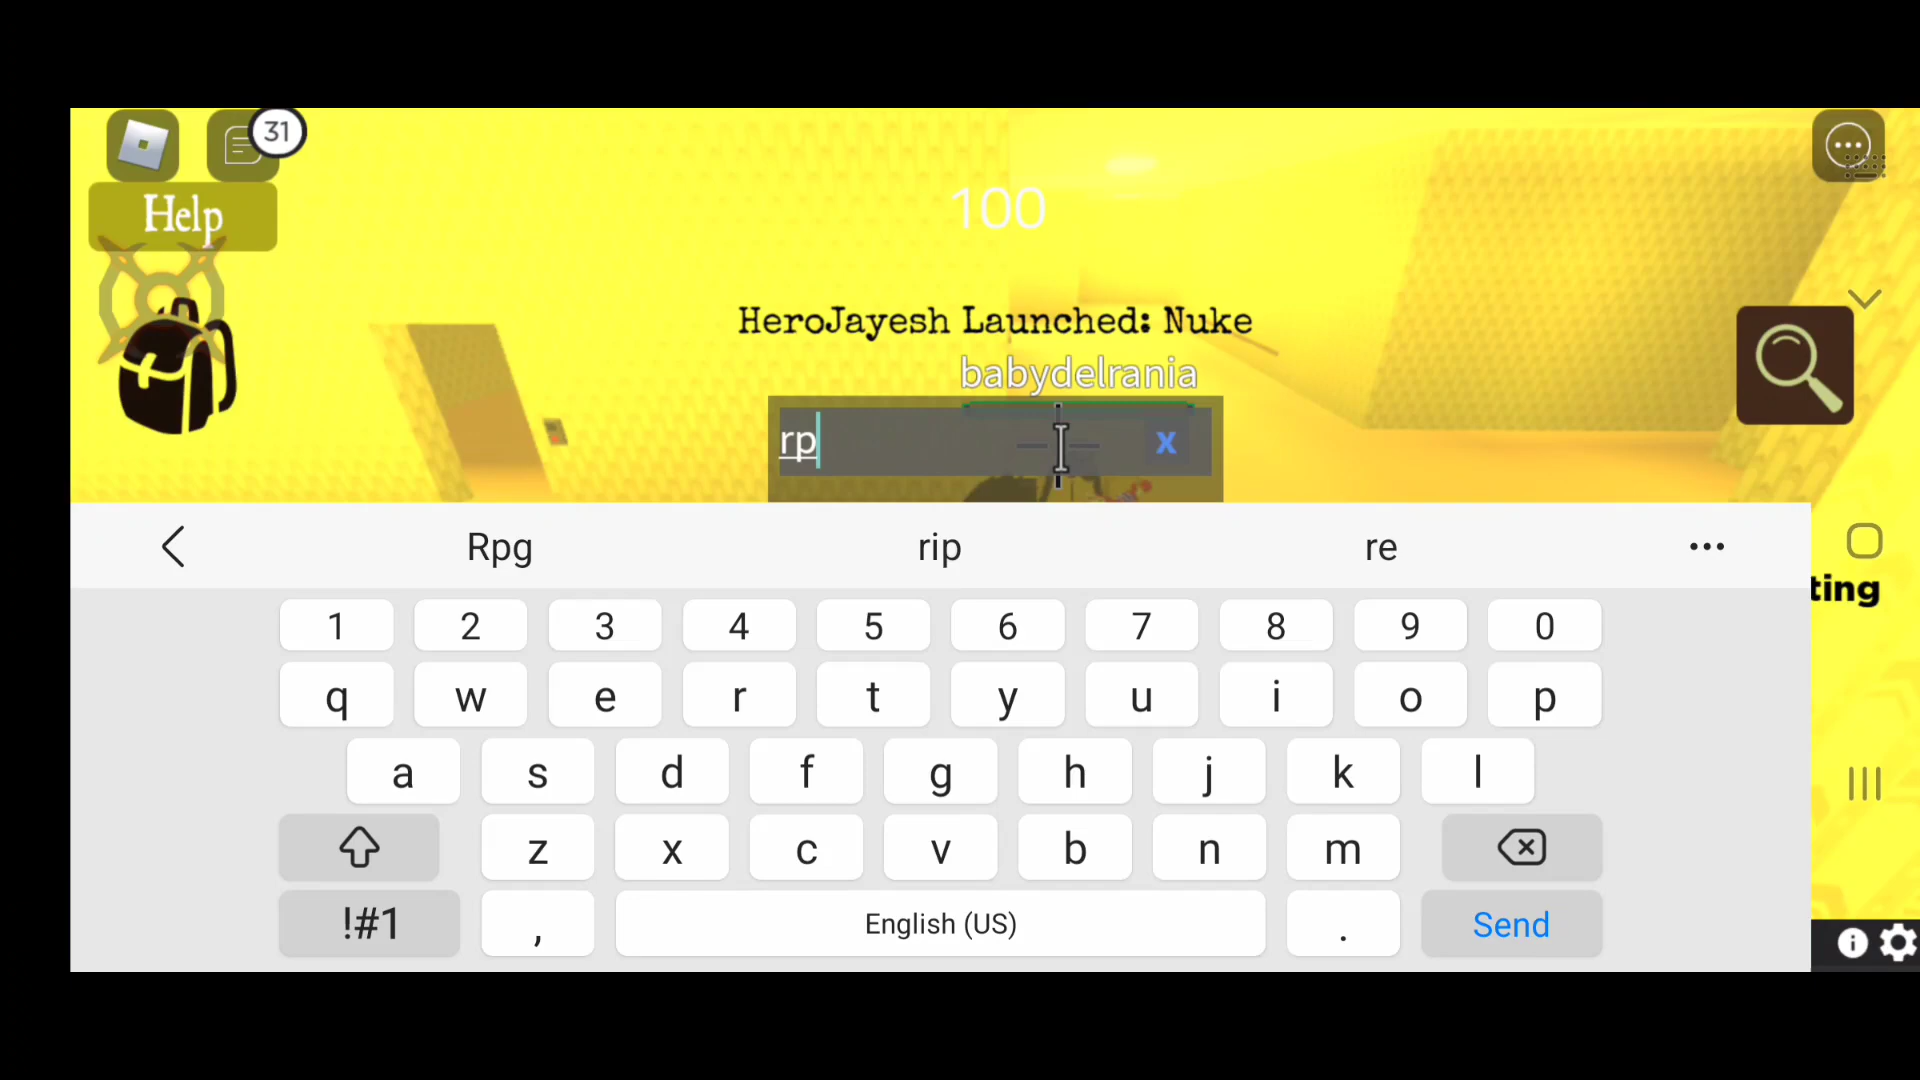 31
Help
100
HeroJayesh Launched: Nuke
babydelrania
rp
x
Rpg rip re
ting
1 2 3 4 5 6 7 8 9 0
q w e r t y u i o p
a s d f g h j k l
z x c v b n m
!#1 , English (US) . Send